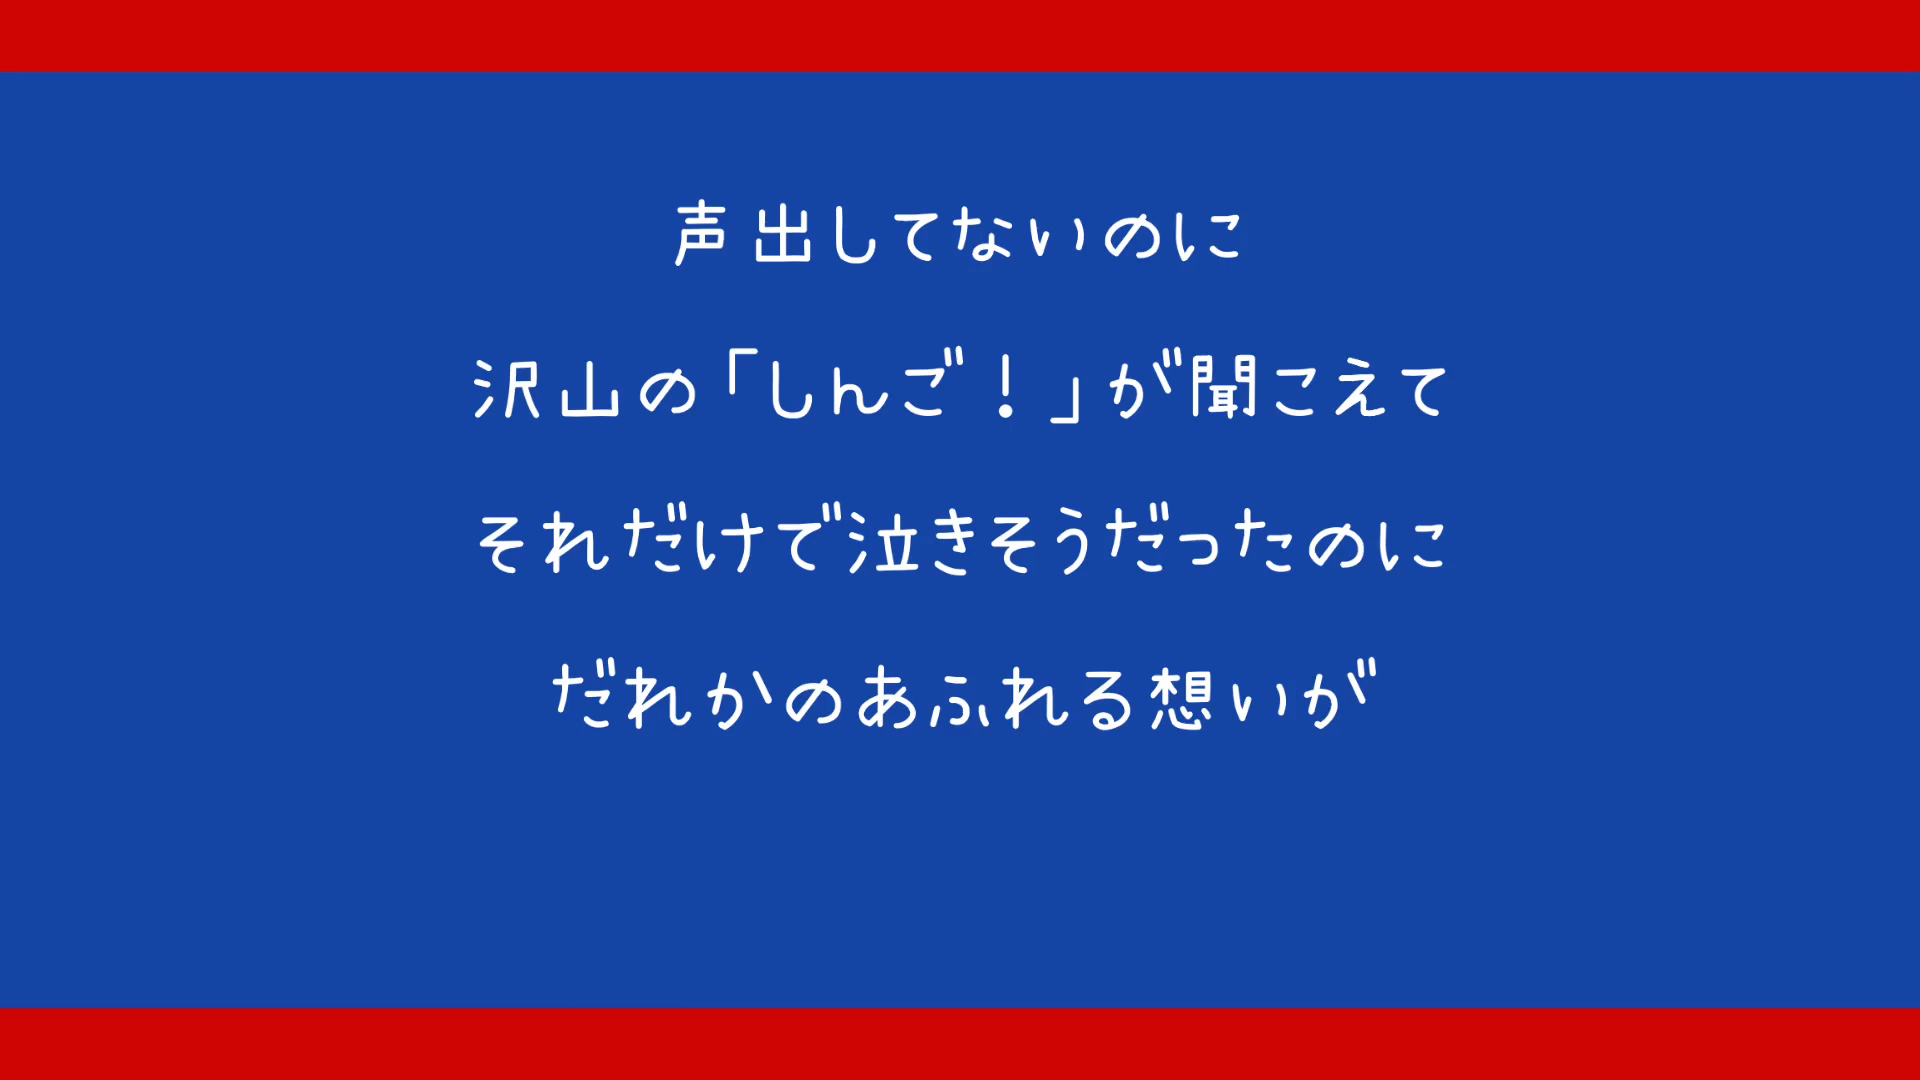 声出してないのに
沢山の「しんご！」が聞こえて
それだけで泣きそうだったのに
だれかのあふれる想いが